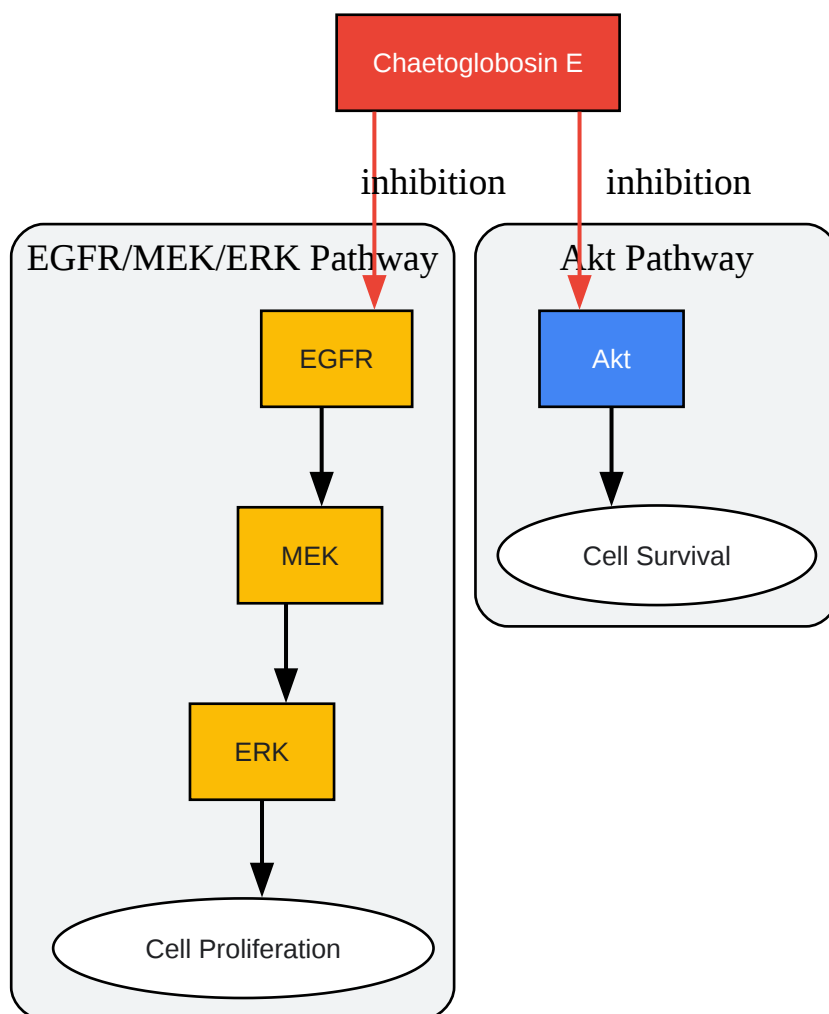 Chaetoglobosin E
inhibition
inhibition
EGFR/MEK/ERK Pathway
Akt Pathway
EGFR
Akt
MEK
Cell Survival
ERK
Cell Proliferation